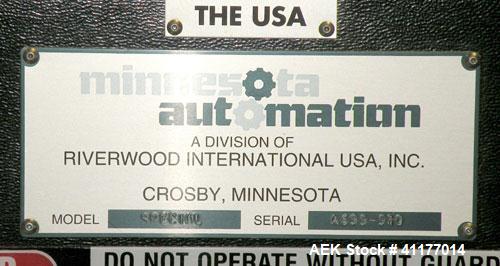 THE USA
minnesota
automation
A DIVISION OF
RIVERWOOD INTERNATIONAL USA, INC.
CROSBY, MINNESOTA
MODEL SERIAL
DO NOT OPERATE WITHOUT GUARD
AEK Stock # 41177014